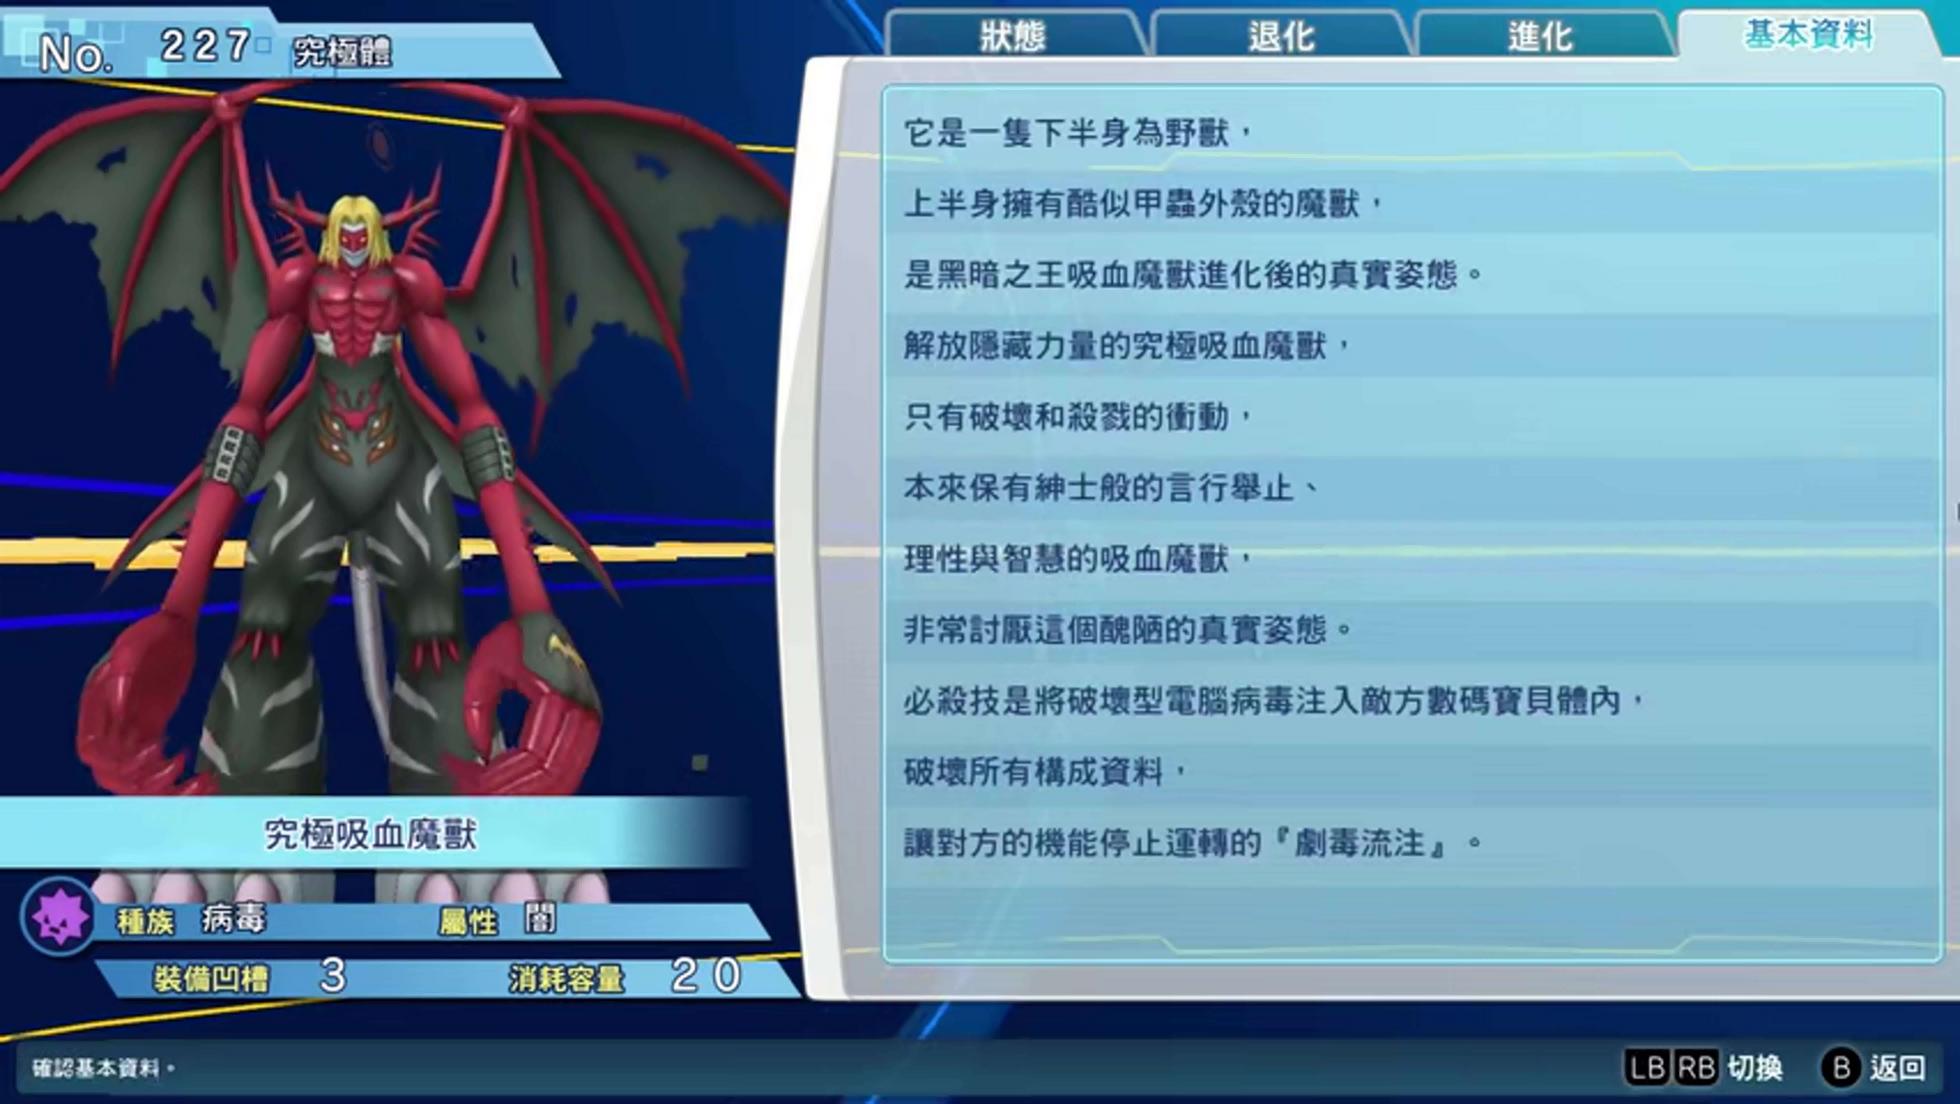 No. 227 究極體
狀態
退化
進化
基本資料
它是一隻下半身為野獸，
上半身擁有酷似甲蟲外殼的魔獸，
是黑暗之王吸血魔獸進化後的真實姿態。
解放隱藏力量的究極吸血魔獸，
只有破壞和殺戮的衝動，
本來保有紳士般的言行舉止、
理性與智慧的吸血魔獸，
非常討厭這個醜陋的真實姿態。
必殺技是將破壞型電腦病毒注入敵方數碼寶貝體內，
破壞所有構成資料，
讓對方的機能停止運轉的『劇毒流注』。
究極吸血魔獸
種族 病毒 屬性 闇
裝備凹槽 3 消耗容量 20
確認基本資料。
LB RB 切換 B 返回